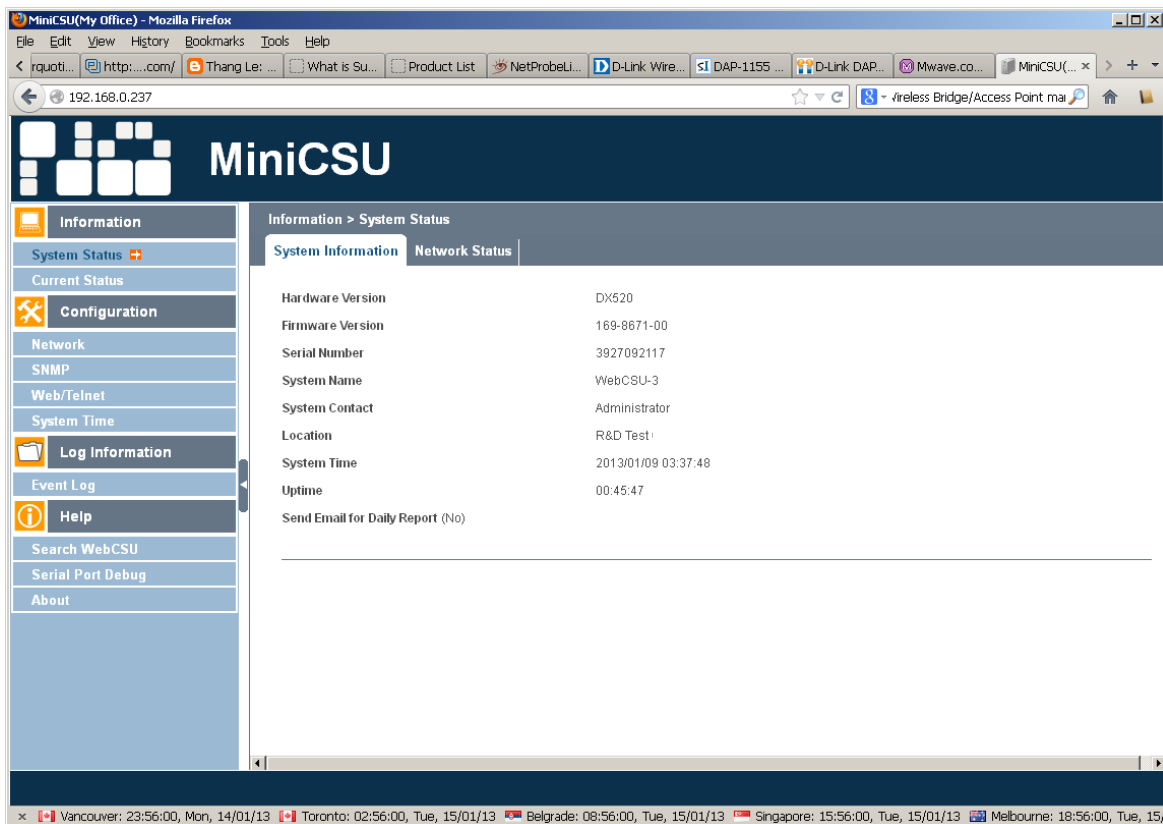 MiniCSU(My Office) - Mozilla Firefox
File Edit View History Bookmarks Tools Help
rquoti... http:....com/ Thang Le: ... What is Su... Product List NetProbeLi... D-Link Wire... SI DAP-1155 ... D-Link DAP... Mwave.co... MiniCSU(...
192.168.0.237 Bridge/Access Point
MiniCSU
Information
System Status
Current Status
Configuration
Network
SNMP
Web/Telnet
System Time
Log Information
Event Log
Help
Search WebCSU
Serial Port Debug
About
Information > System Status
System Information Network Status
Hardware Version DX520
Firmware Version 169-8671-00
Serial Number 3927092117
System Name WebCSU-3
System Contact Administrator
Location R&D Test
System Time 2013/01/09 03:37:48
Uptime 00:45:47
Send Email for Daily Report (No)
Vancouver: 23:56:00, Mon, 14/01/13 Toronto: 02:56:00, Tue, 15/01/13 Belgrade: 08:56:00, Tue, 15/01/13 Singapore: 15:56:00, Tue, 15/01/13 Melbourne: 18:56:00, Tue, 15/